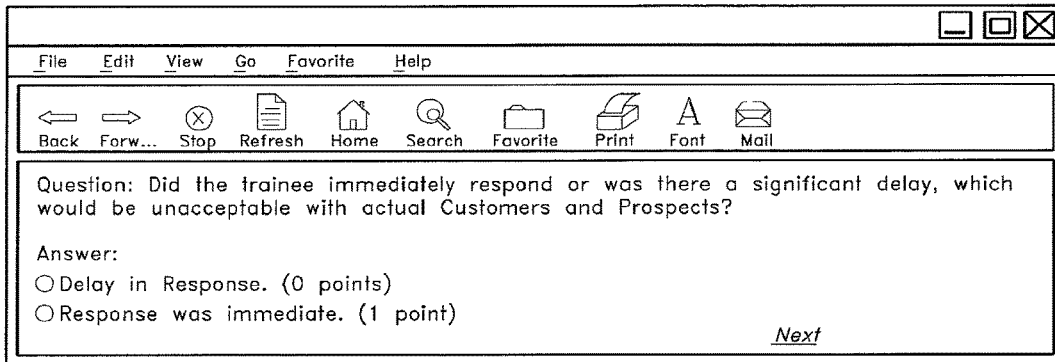 File Edit View Go Favorite Help
Back Forw... Stop Refresh Home Search Favorite Print Font Mail
Question: Did the trainee immediately respond or was there a significant delay, which
would be unacceptable with actual Customers and Prospects?
Answer:
Delay in Response. (0 points)
Response was immediate. (1 point)
Next